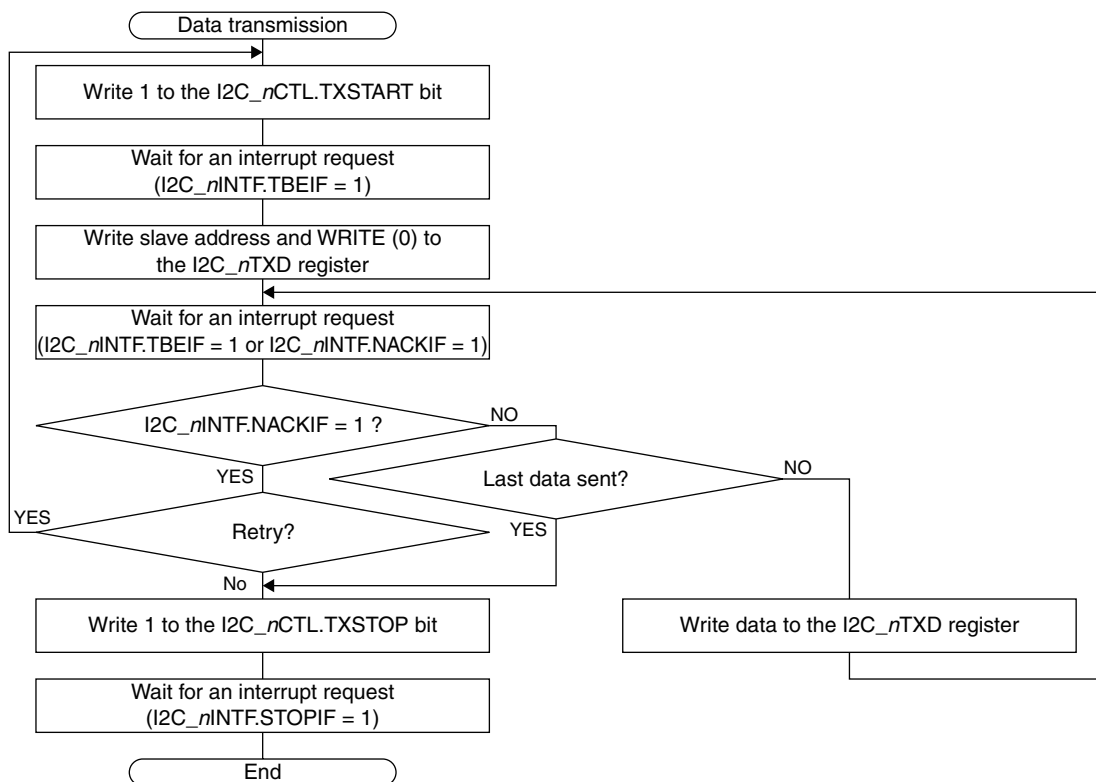 Data transmission
Write 1 to the I2C_nCTL.TXSTART bit
Wait for an interrupt request
(I2C_nINTF.TBEIF = 1)
Write slave address and WRITE (0) to
the I2C_nTXD register
Wait for an interrupt request
(I2C_nINTF.TBEIF = 1 or I2C_nINTF.NACKIF = 1)
I2C_nINTF.NACKIF = 1 ?
NO
YES
Last data sent?
NO
YES
YES
Retry?
No
Write 1 to the I2C_nCTL.TXSTOP bit
Write data to the I2C_nTXD register
Wait for an interrupt request
(I2C_nINTF.STOPIF = 1)
End